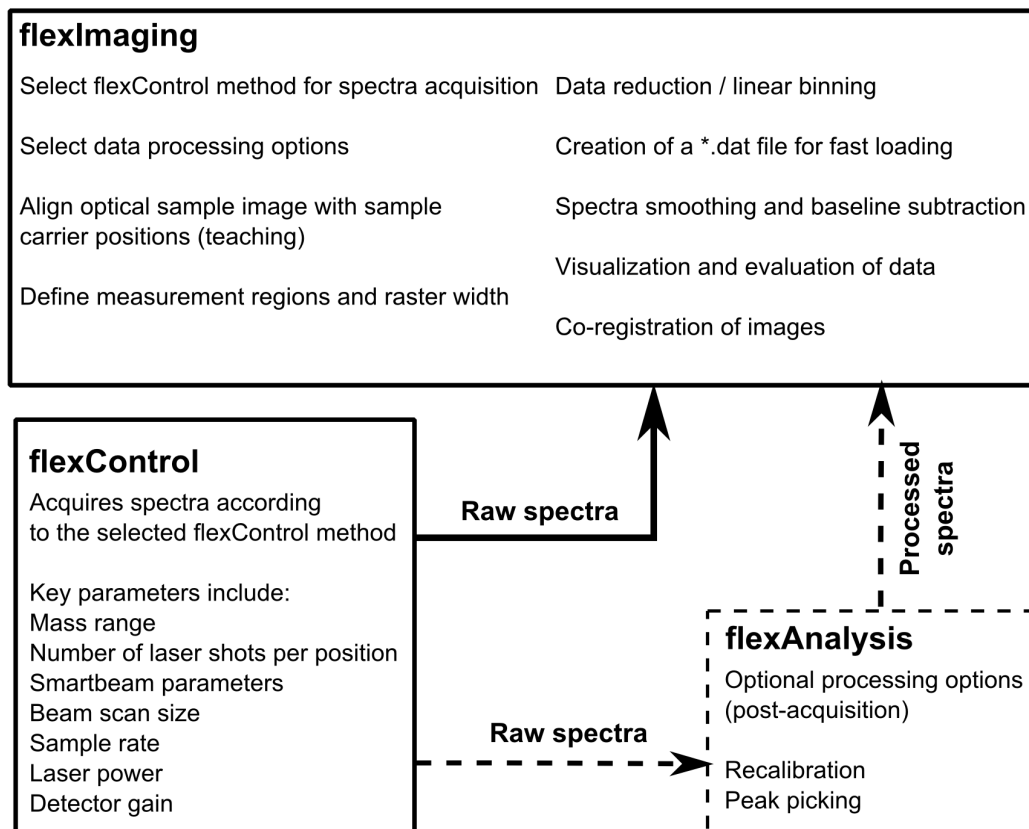 flexImaging
Select flexControl method for spectra acquisition
Select data processing options
Align optical sample image with sample
carrier positions (teaching)
Define measurement regions and raster width
Data reduction / linear binning
Creation of a *.dat file for fast loading
Spectra smoothing and baseline subtraction
Visualization and evaluation of data
Co-registration of images
flexControl
Acquires spectra according
to the selected flexControl method
Key parameters include:
Mass range
Number of laser shots per position
Smartbeam parameters
Beam scan size
Sample rate
Laser power
Detector gain
Raw spectra
Raw spectra
Processed
spectra
flexAnalysis
Optional processing options
(post-acquisition)
Recalibration
Peak picking